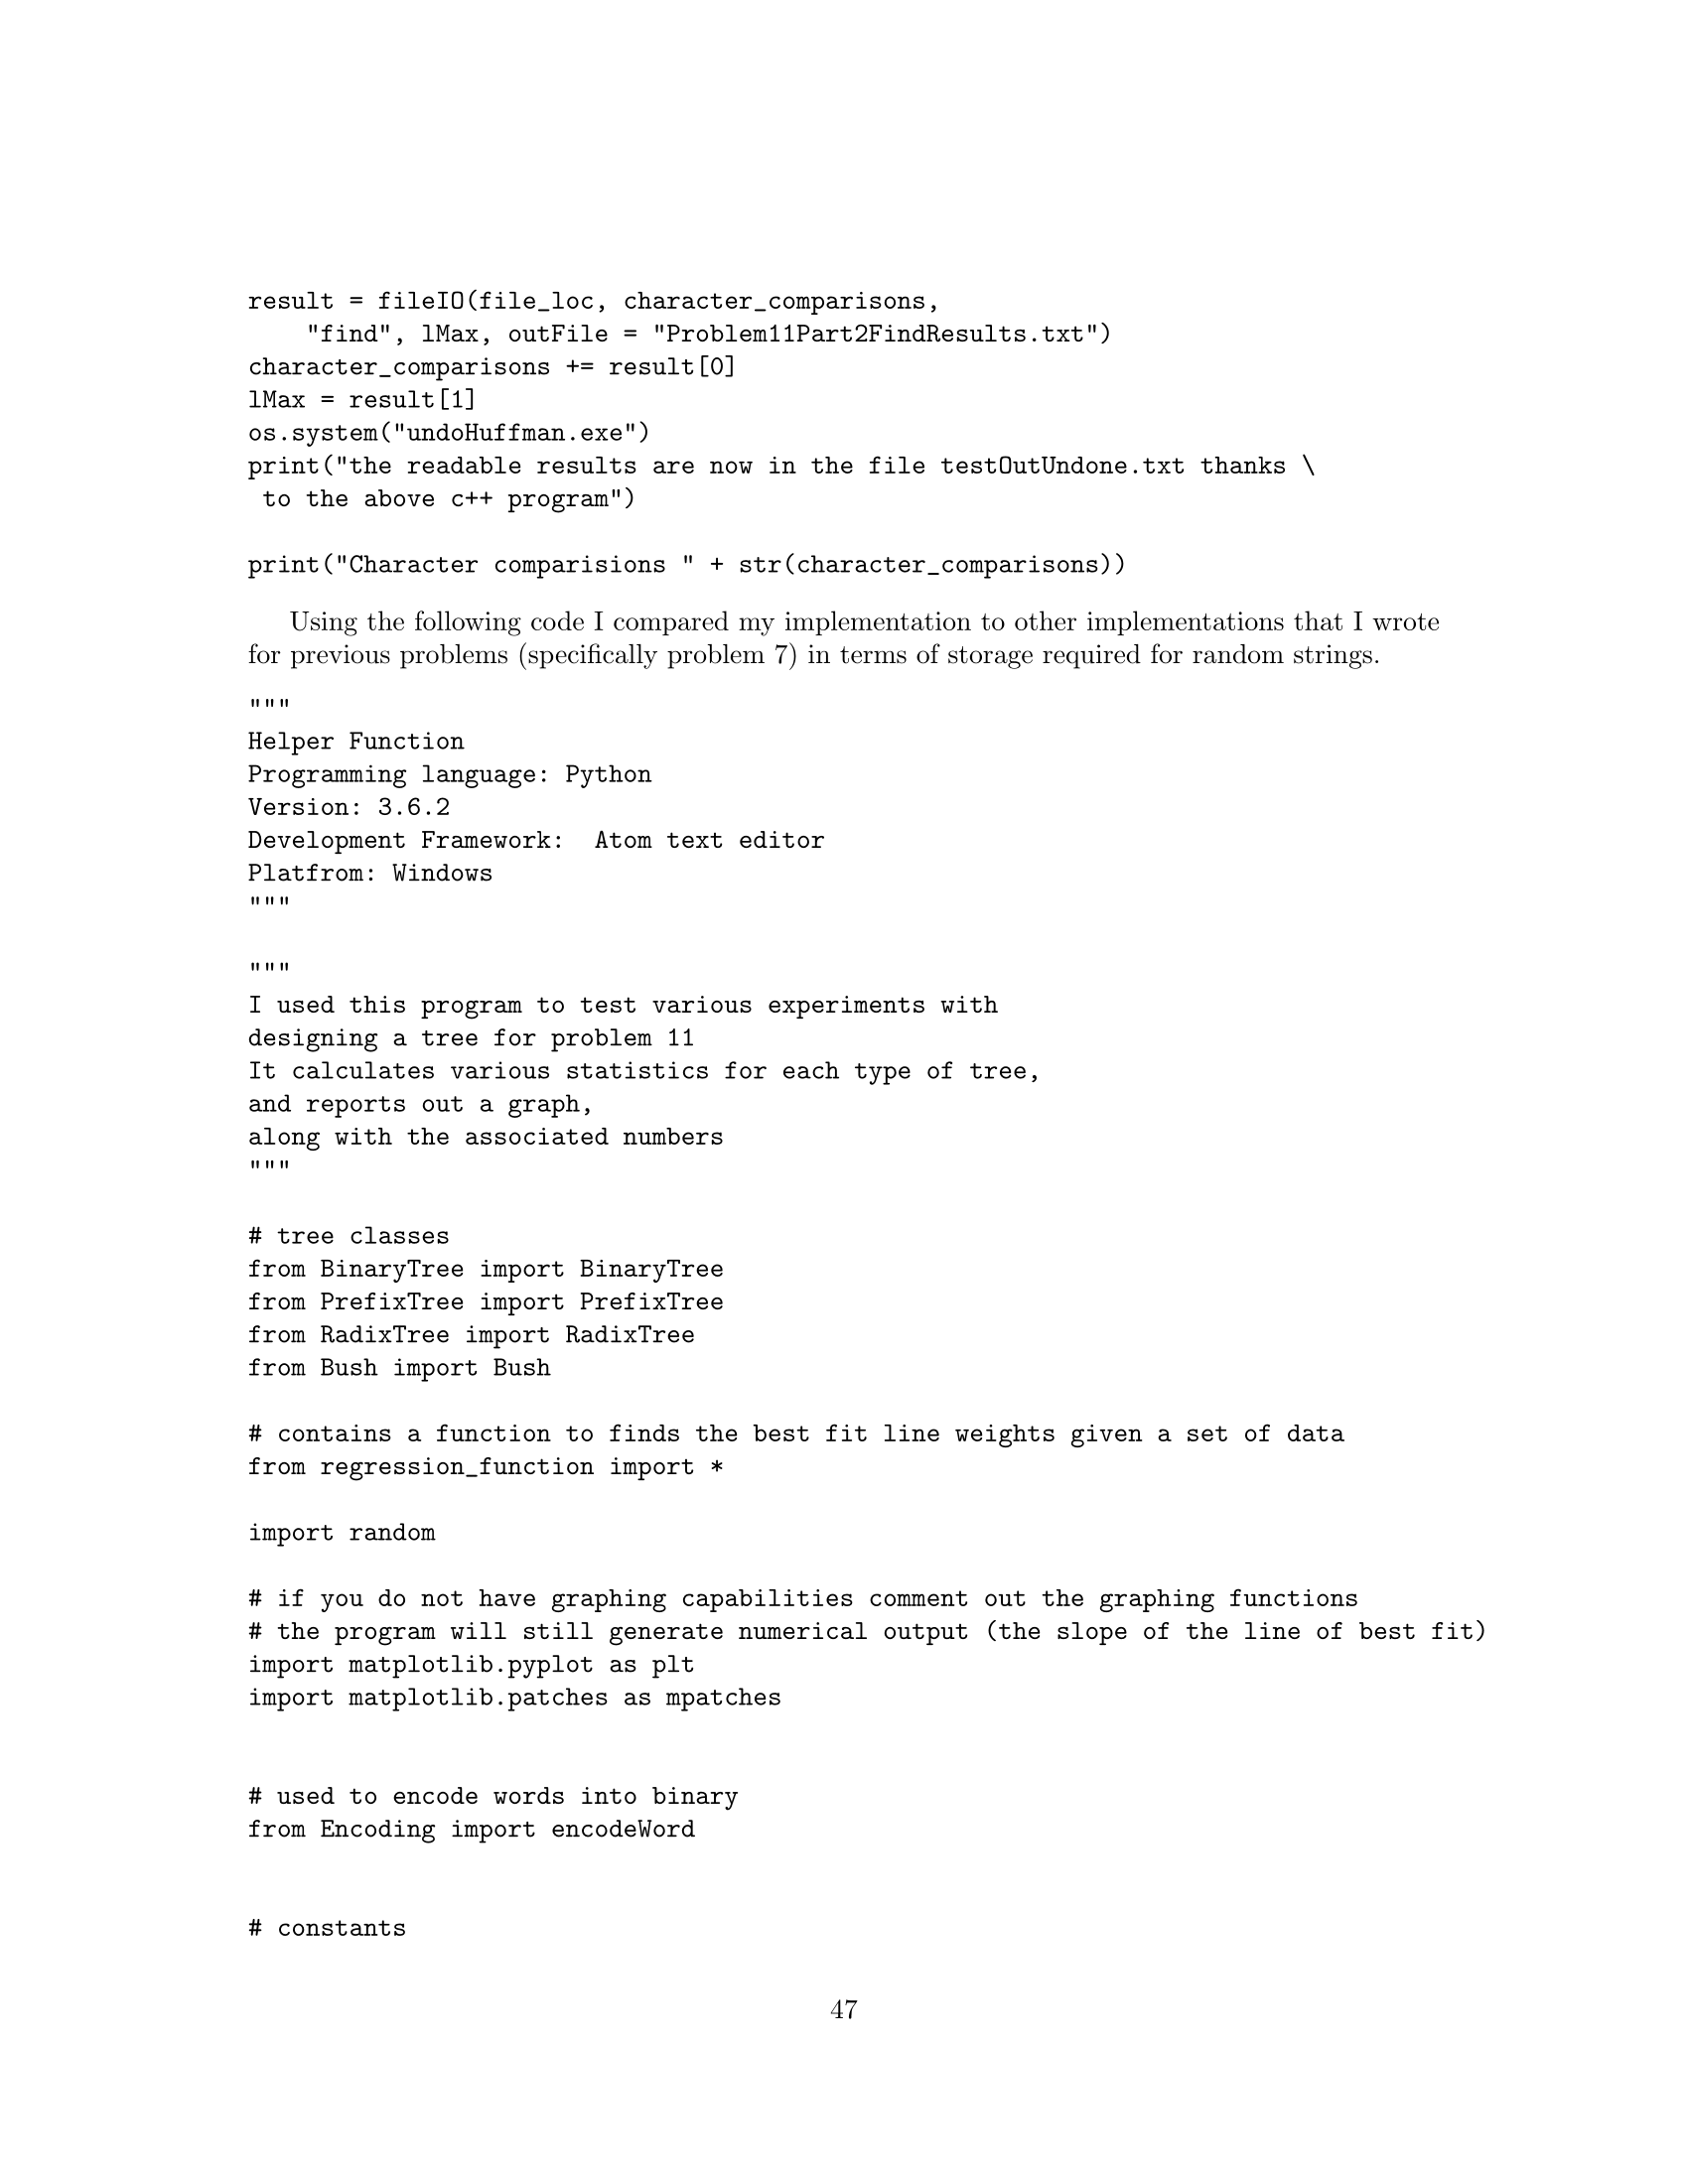 result = fileIO(file_loc, character_comparisons,
    "find", lMax, outFile = "Problem11Part2FindResults.txt")
character_comparisons += result[0]
lMax = result[1]
os.system("undoHuffman.exe")
print("the readable results are now in the file testOutUndone.txt thanks \
 to the above c++ program")

print("Character comparisions " + str(character_comparisons))

Using the following code I compared my implementation to other implementations that I wrote
for previous problems (specifically problem 7) in terms of storage required for random strings.

"""
Helper Function
Programming language: Python
Version: 3.6.2
Development Framework:  Atom text editor
Platfrom: Windows
"""

"""
I used this program to test various experiments with
designing a tree for problem 11
It calculates various statistics for each type of tree,
and reports out a graph,
along with the associated numbers
"""

# tree classes
from BinaryTree import BinaryTree
from PrefixTree import PrefixTree
from RadixTree import RadixTree
from Bush import Bush

# contains a function to finds the best fit line weights given a set of data
from regression_function import *

import random

# if you do not have graphing capabilities comment out the graphing functions
# the program will still generate numerical output (the slope of the line of best fit)
import matplotlib.pyplot as plt
import matplotlib.patches as mpatches


# used to encode words into binary
from Encoding import encodeWord


# constants

47